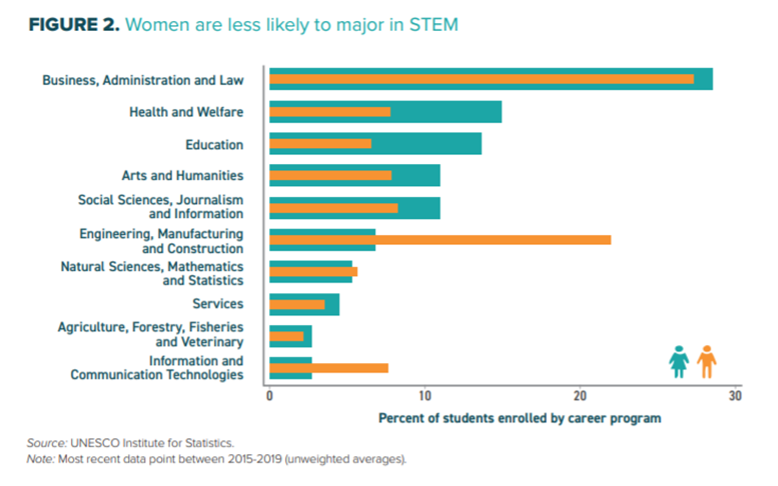 FIGURE 2. Women are less likely to major in STEM
Business, Administration and Law
Health and Welfare
Education
Arts and Humanities
Social Sciences, Journalism
and Information
Engineering, Manufacturing
and Construction
Natural Sciences, Mathematics
and Statistics
Services
Agriculture, Forestry, Fisheries
and Veterinary
Information and
Communication Technologies
0 10 20 30
Percent of students enrolled by career program
Source: UNESCO Institute for Statistics.
Note: Most recent data point between 2015-2019 (unweighted averages).